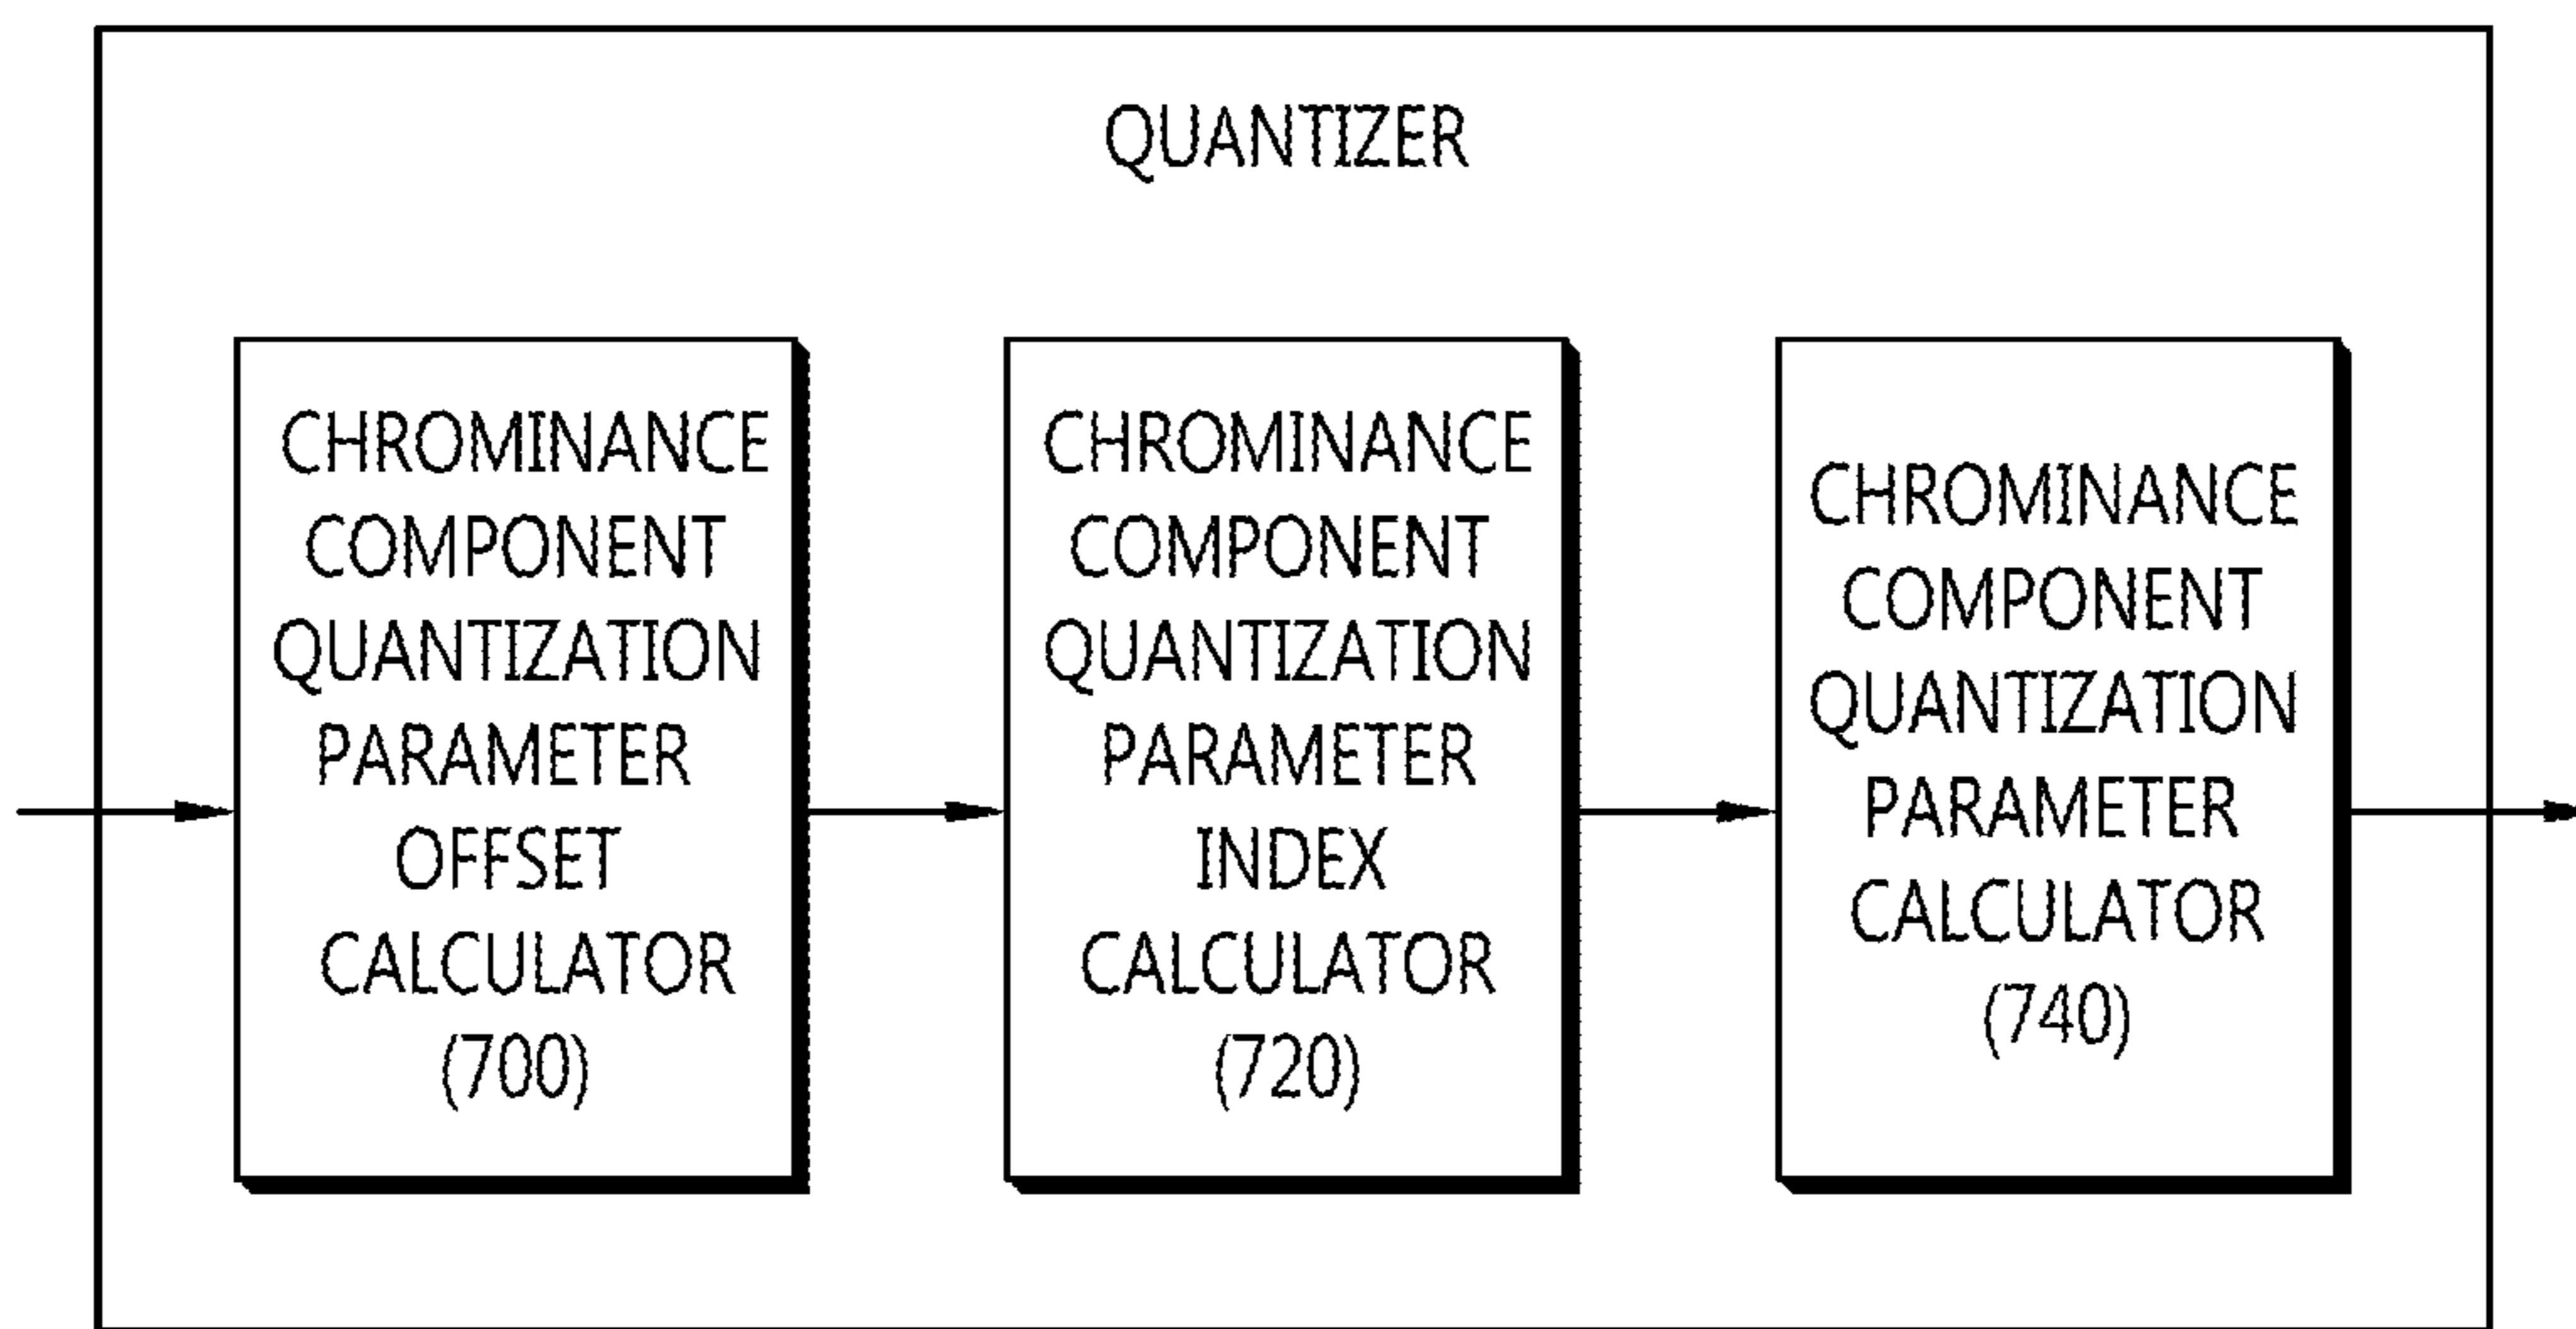 QUANTIZER
CHROMINANCE
COMPONENT
QUANTIZATION
PARAMETER
OFFSET
CALCULATOR
(700)
CHROMINANCE
COMPONENT
QUANTIZATION
PARAMETER
INDEX
CALCULATOR
(720)
CHROMINANCE
COMPONENT
QUANTIZATION
PARAMETER
CALCULATOR
(740)